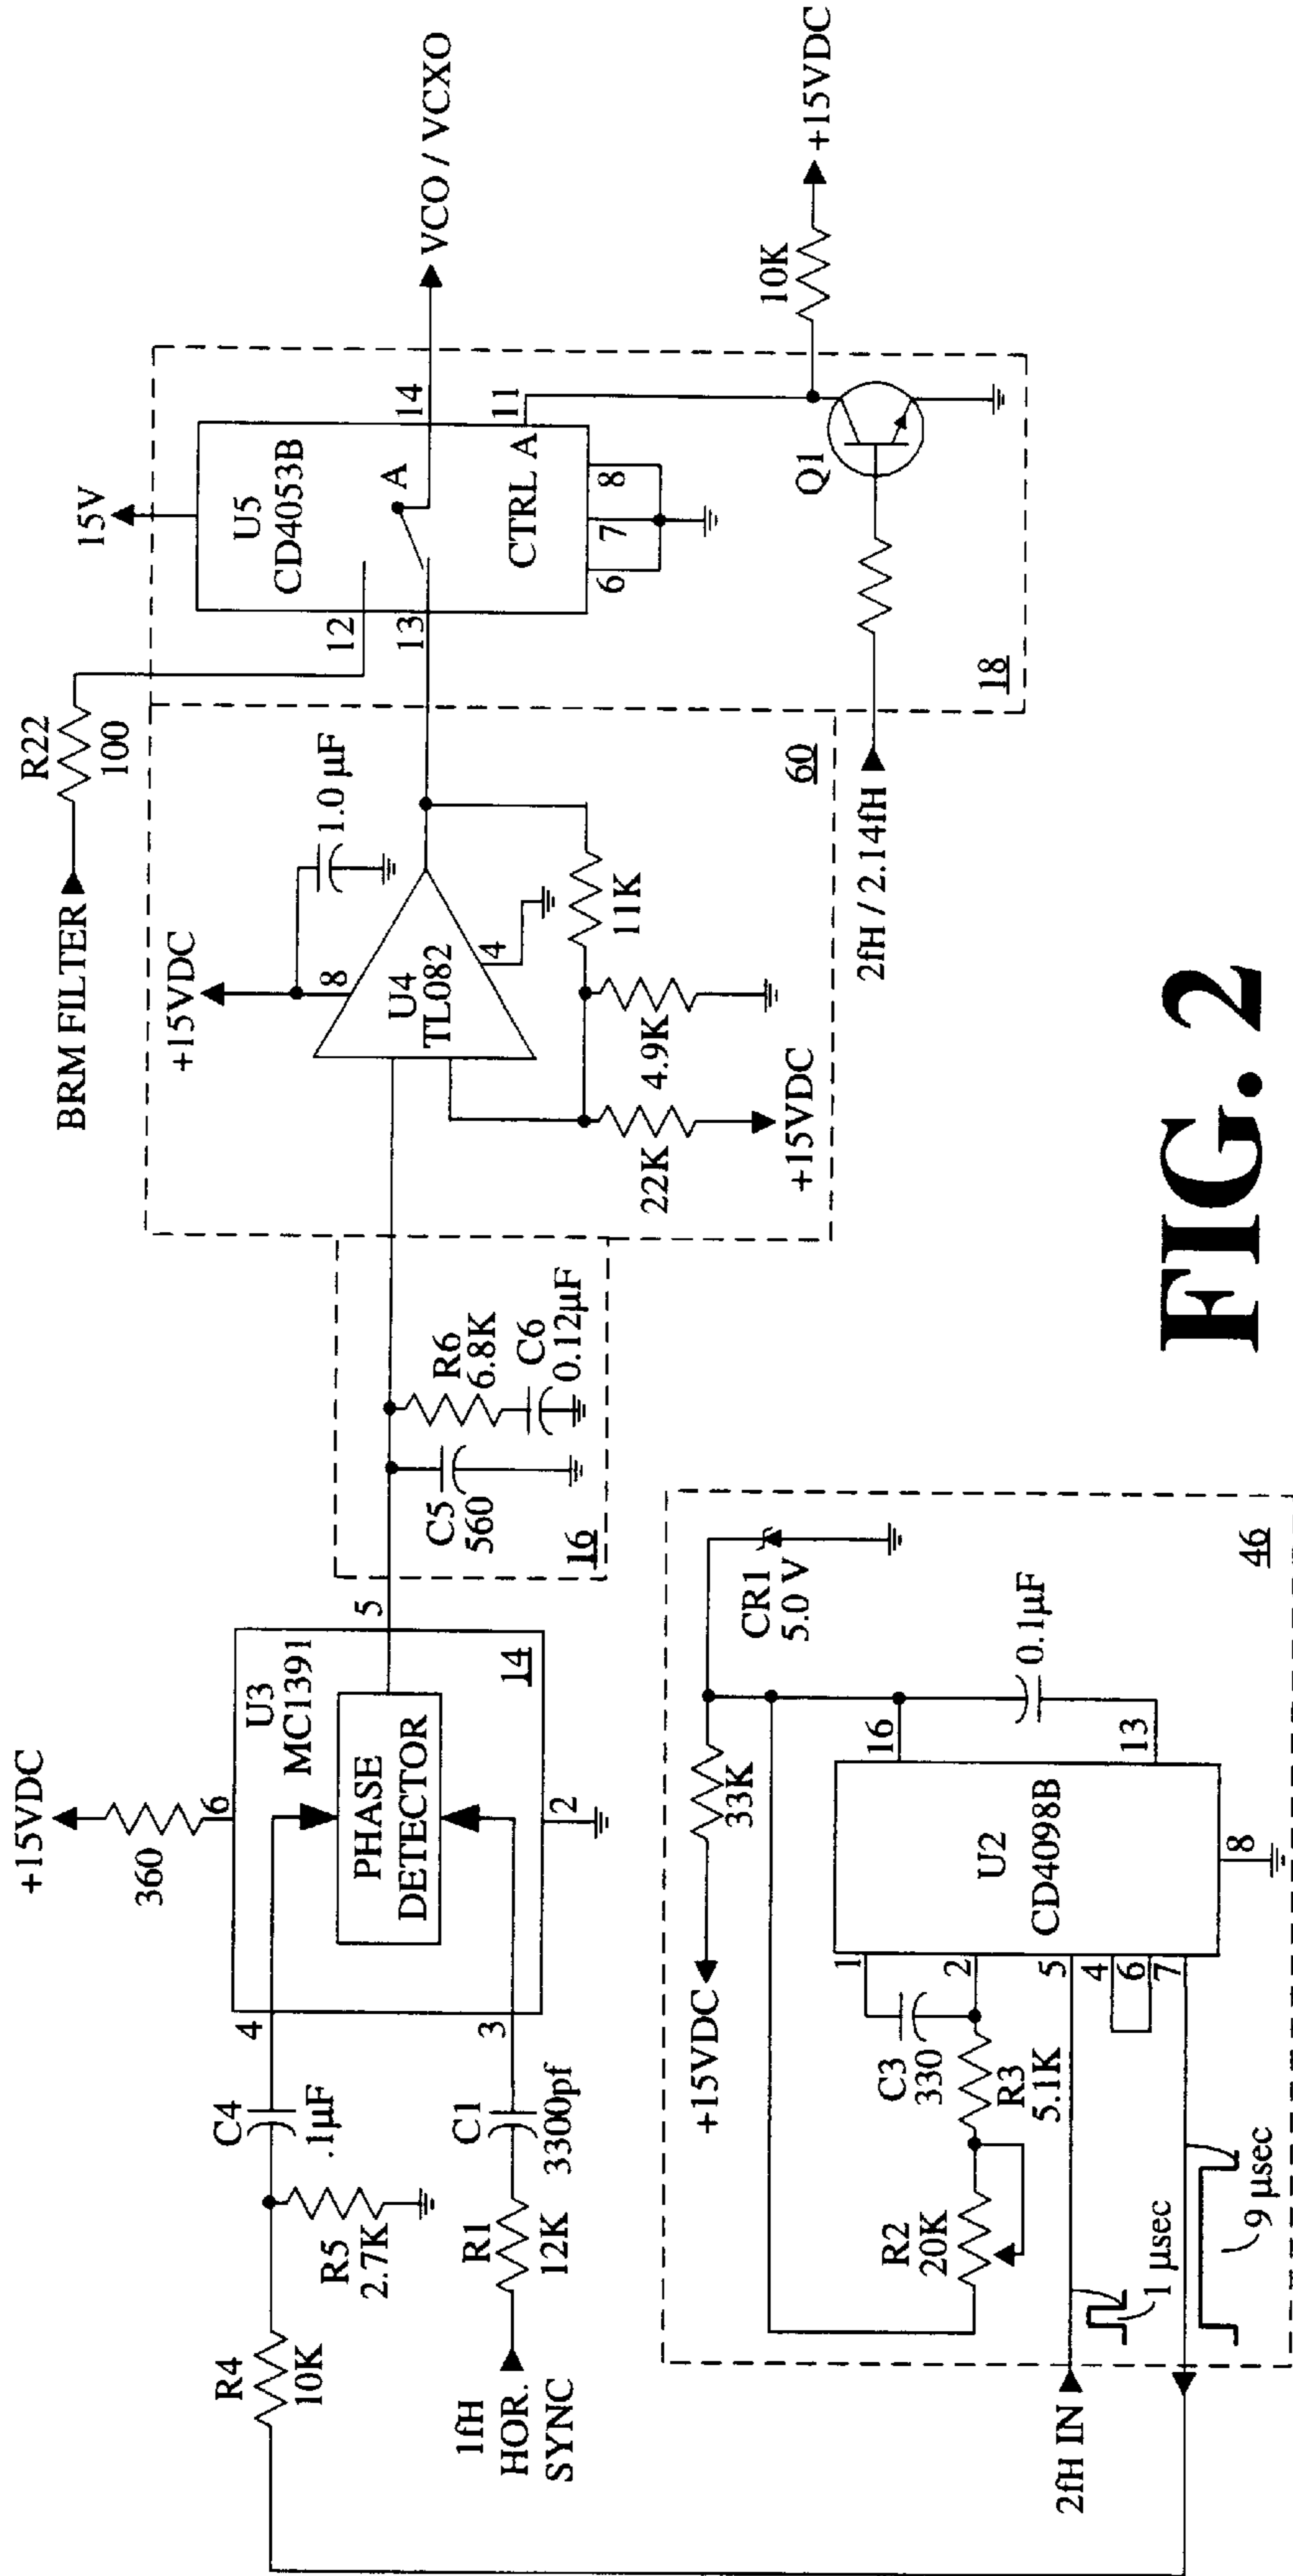 +15VDC
360
6
U3
MC1391
14
PHASE
DETECTOR
4
3
2
5
R4
10K
R5
2.7K
C4
.1µF
1fH
HOR.
SYNC
R1
12K
C1
3300pf
C5
560
R6
6.8K
C6
0.12µF
16
+15VDC
8
1.0 µF
U4
TL082
4
11K
22K
4.9K
+15VDC
60
BRM FILTER
R22
100
15V
U5
CD4053B
12
13
A
14
CTRL A
11
6
7
8
VCO / VCXO
10K
+15VDC
Q1
2fH / 2.14fH
18
+15VDC
33K
CR1
5.0 V
16
13
0.1µF
U2
CD4098B
1
2
5
4
6
7
8
C3
330
R3
5.1K
R2
20K
2fH IN
1 µsec
9 µsec
46
FIG. 2